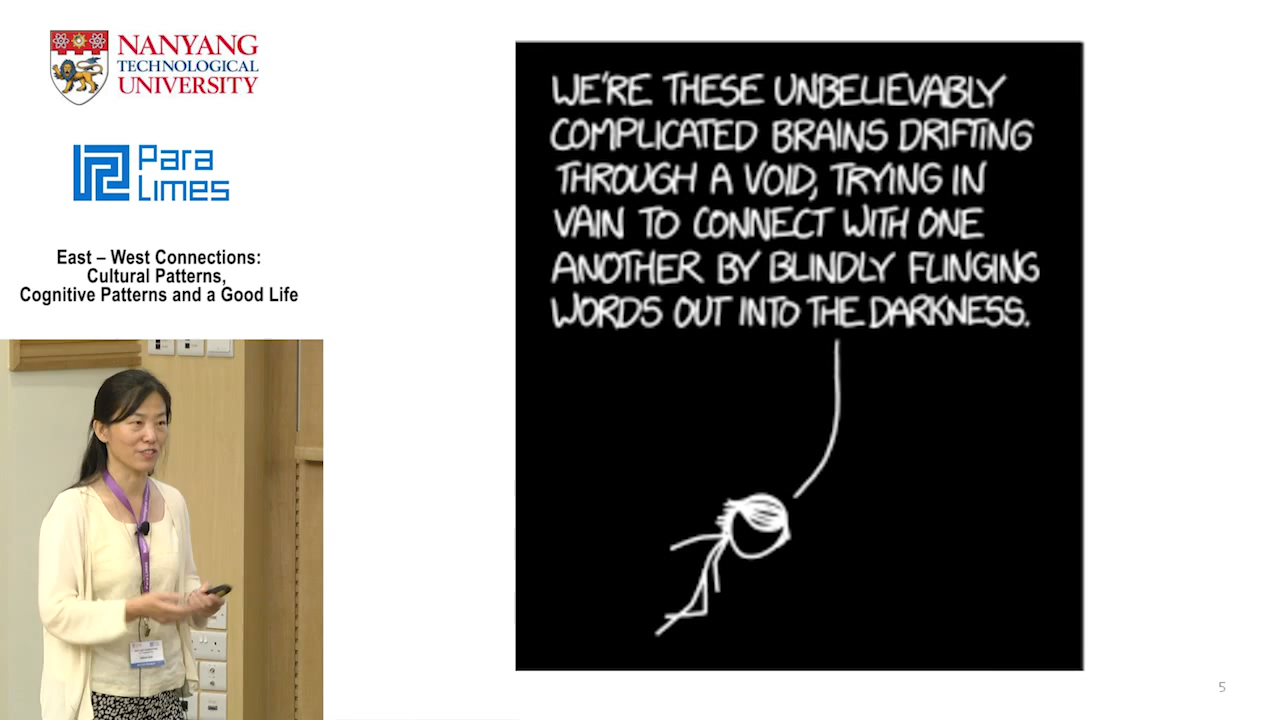 NANYANG
TECHNOLOGICAL
UNIVERSITY
Para
Limes
East – West Connections:
Cultural Patterns,
Cognitive Patterns and a Good Life
WE'RE THESE UNBELIEVABLY
COMPLICATED BRAINS DRIFTING
THROUGH A VOID, TRYING IN
VAIN TO CONNECT WITH ONE
ANOTHER BY BLINDLY FLINGING
WORDS OUT INTO THE DARKNESS.
5